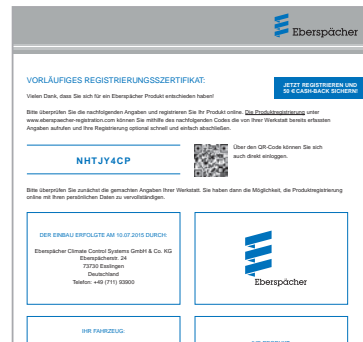 Eberspächer
VORLÄUFIGES REGISTRIERUNGSSZERTIFIKAT:
JETZT REGISTRIEREN UND
50 € CASH-BACK SICHERN!
Vielen Dank, dass Sie sich für ein Eberspächer Produkt entschieden haben!
Bitte überprüfen Sie die nachfolgenden Angaben und registrieren Sie Ihr Produkt online. Die Produktregistrierung unter
www.eberspaecher-registration.com können Sie mithilfe des nachfolgenden Codes die von Ihrer Werkstatt bereits erfassten
Angaben aufrufen und Ihre Registrierung optional schnell und einfach abschließen.
NHTJY4CP
Über den QR-Code können Sie sich
auch direkt einloggen.
Bitte überprüfen Sie zunächst die gemachten Angaben Ihrer Werkstatt. Sie haben dann die Möglichkeit, die Produktregistrierung
online mit Ihren persönlichen Daten zu vervollständigen.
DER EINBAU ERFOLGTE AM 10.07.2015 DURCH:
Eberspächer Climate Control Systems GmbH & Co. KG
Eberspächerstr. 24
73730 Esslingen
Deutschland
Telefon: +49 (711) 93900
Eberspächer
IHR FAHRZEUG: